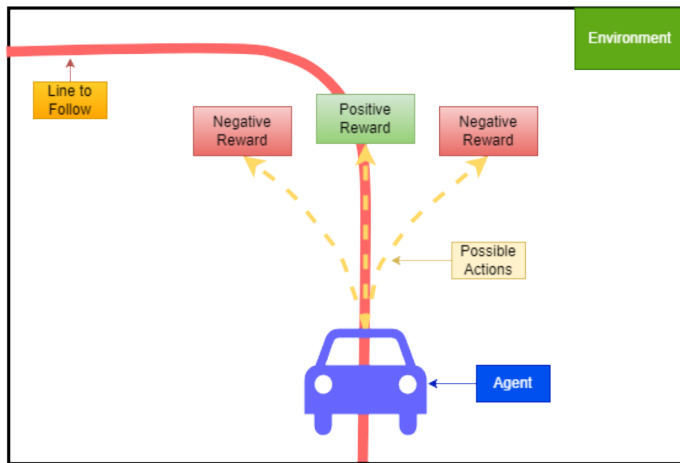 Environment
Line to
Follow
Negative
Reward
Positive
Reward
Negative
Reward
Possible
Actions
Agent